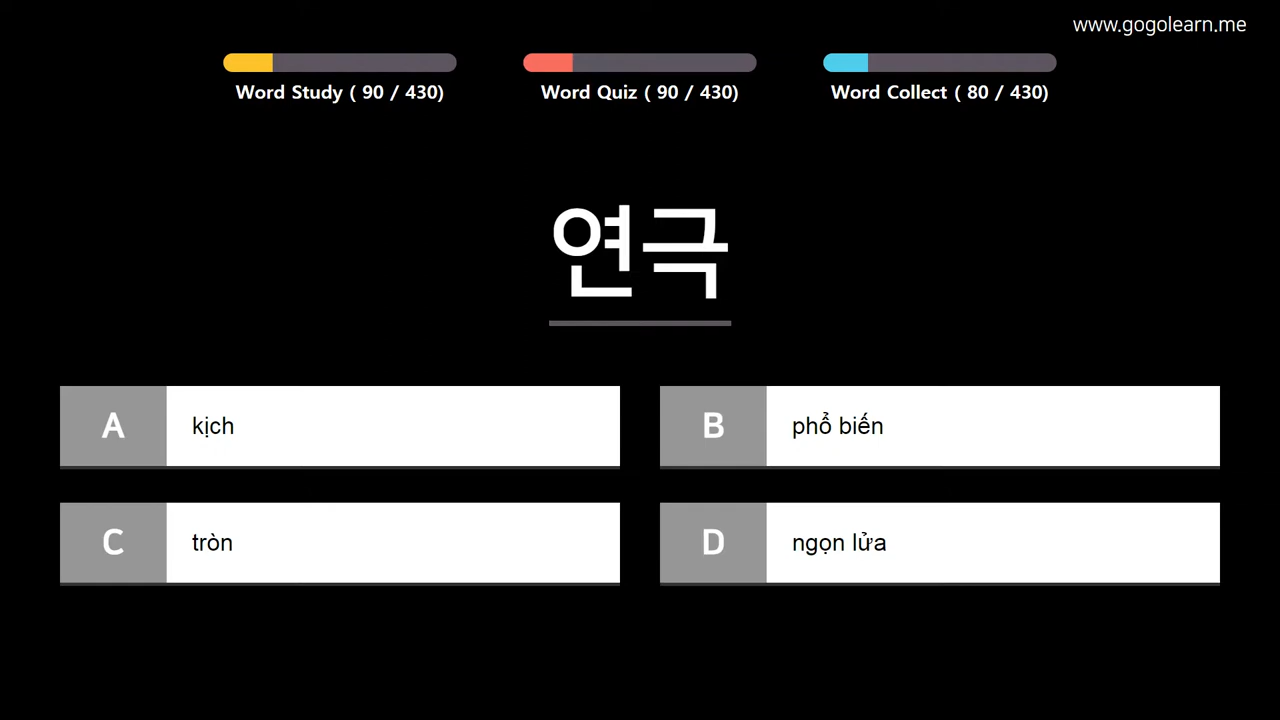 www.gogolearn.me
Word Study ( 90 / 430)
Word Quiz ( 90 / 430)
Word Collect ( 80 / 430)
연극
A kịch
B phổ biến
C tròn
D ngọn lửa